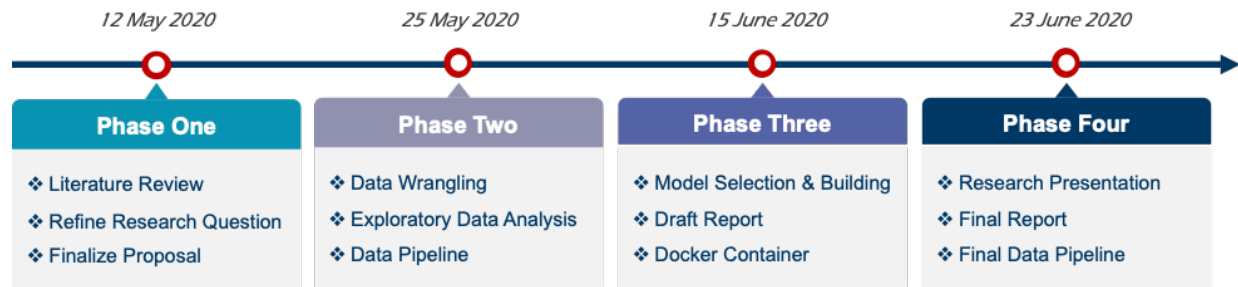 12 May 2020
25 May 2020
15 June 2020
23 June 2020
Phase One
❖ Literature Review
❖ Refine Research Question
❖ Finalize Proposal
Phase Two
❖ Data Wrangling
❖ Exploratory Data Analysis
❖ Data Pipeline
Phase Three
❖ Model Selection & Building
❖ Draft Report
❖ Docker Container
Phase Four
❖ Research Presentation
❖ Final Report
❖ Final Data Pipeline